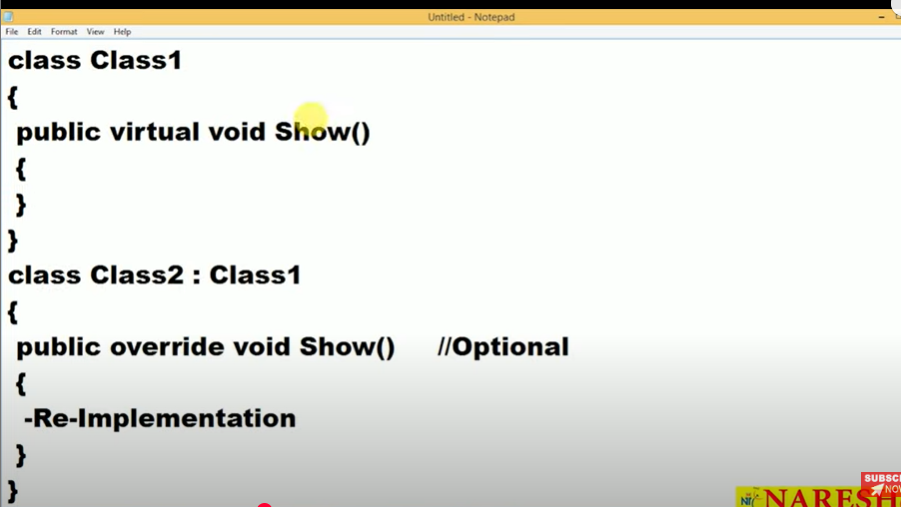 Untitled - Notepad
File Edit Format View Help
class Class1
{
public virtual void Show()
{
}
}
class Class2 : Class1
{
public override void Show() //Optional
{
-Re-Implementation
}
}
SUBSC
NOW
NARESH